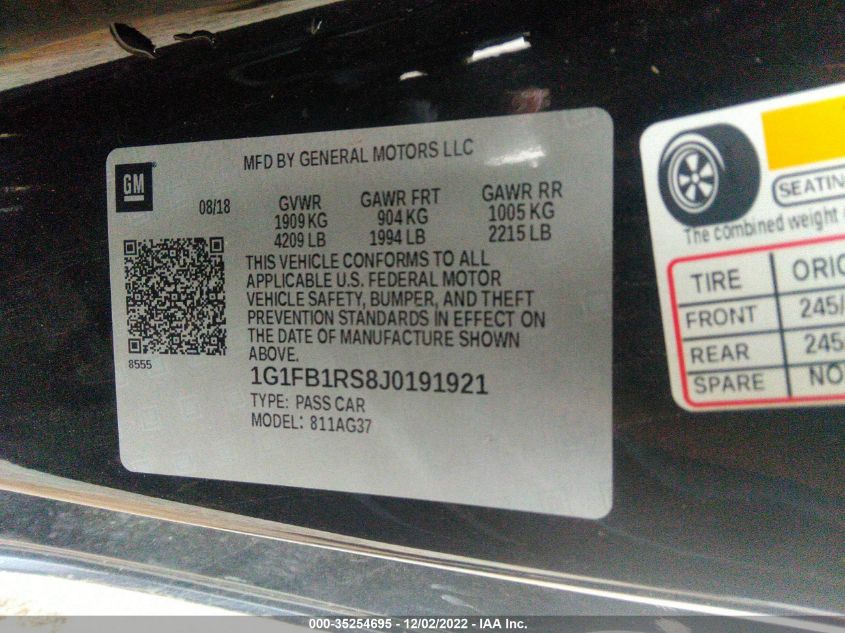 GM
MFD BY GENERAL MOTORS LLC
08/18
GVWR
1909 KG
4209 LB
GAWR FRT
904 KG
1994 LB
GAWR RR
1005 KG
2215 LB
THIS VEHICLE CONFORMS TO ALL
APPLICABLE U.S. FEDERAL MOTOR
VEHICLE SAFETY, BUMPER, AND THEFT
PREVENTION STANDARDS IN EFFECT ON
THE DATE OF MANUFACTURE SHOWN
ABOVE.
8555
1G1FB1RS8J0191921
TYPE: PASS CAR
MODEL: 811AG37
SEATIN
The combined weight
TIRE ORIG
FRONT 245/
REAR 245
SPARE NO
000-35254695 - 12/02/2022 - IAA Inc.